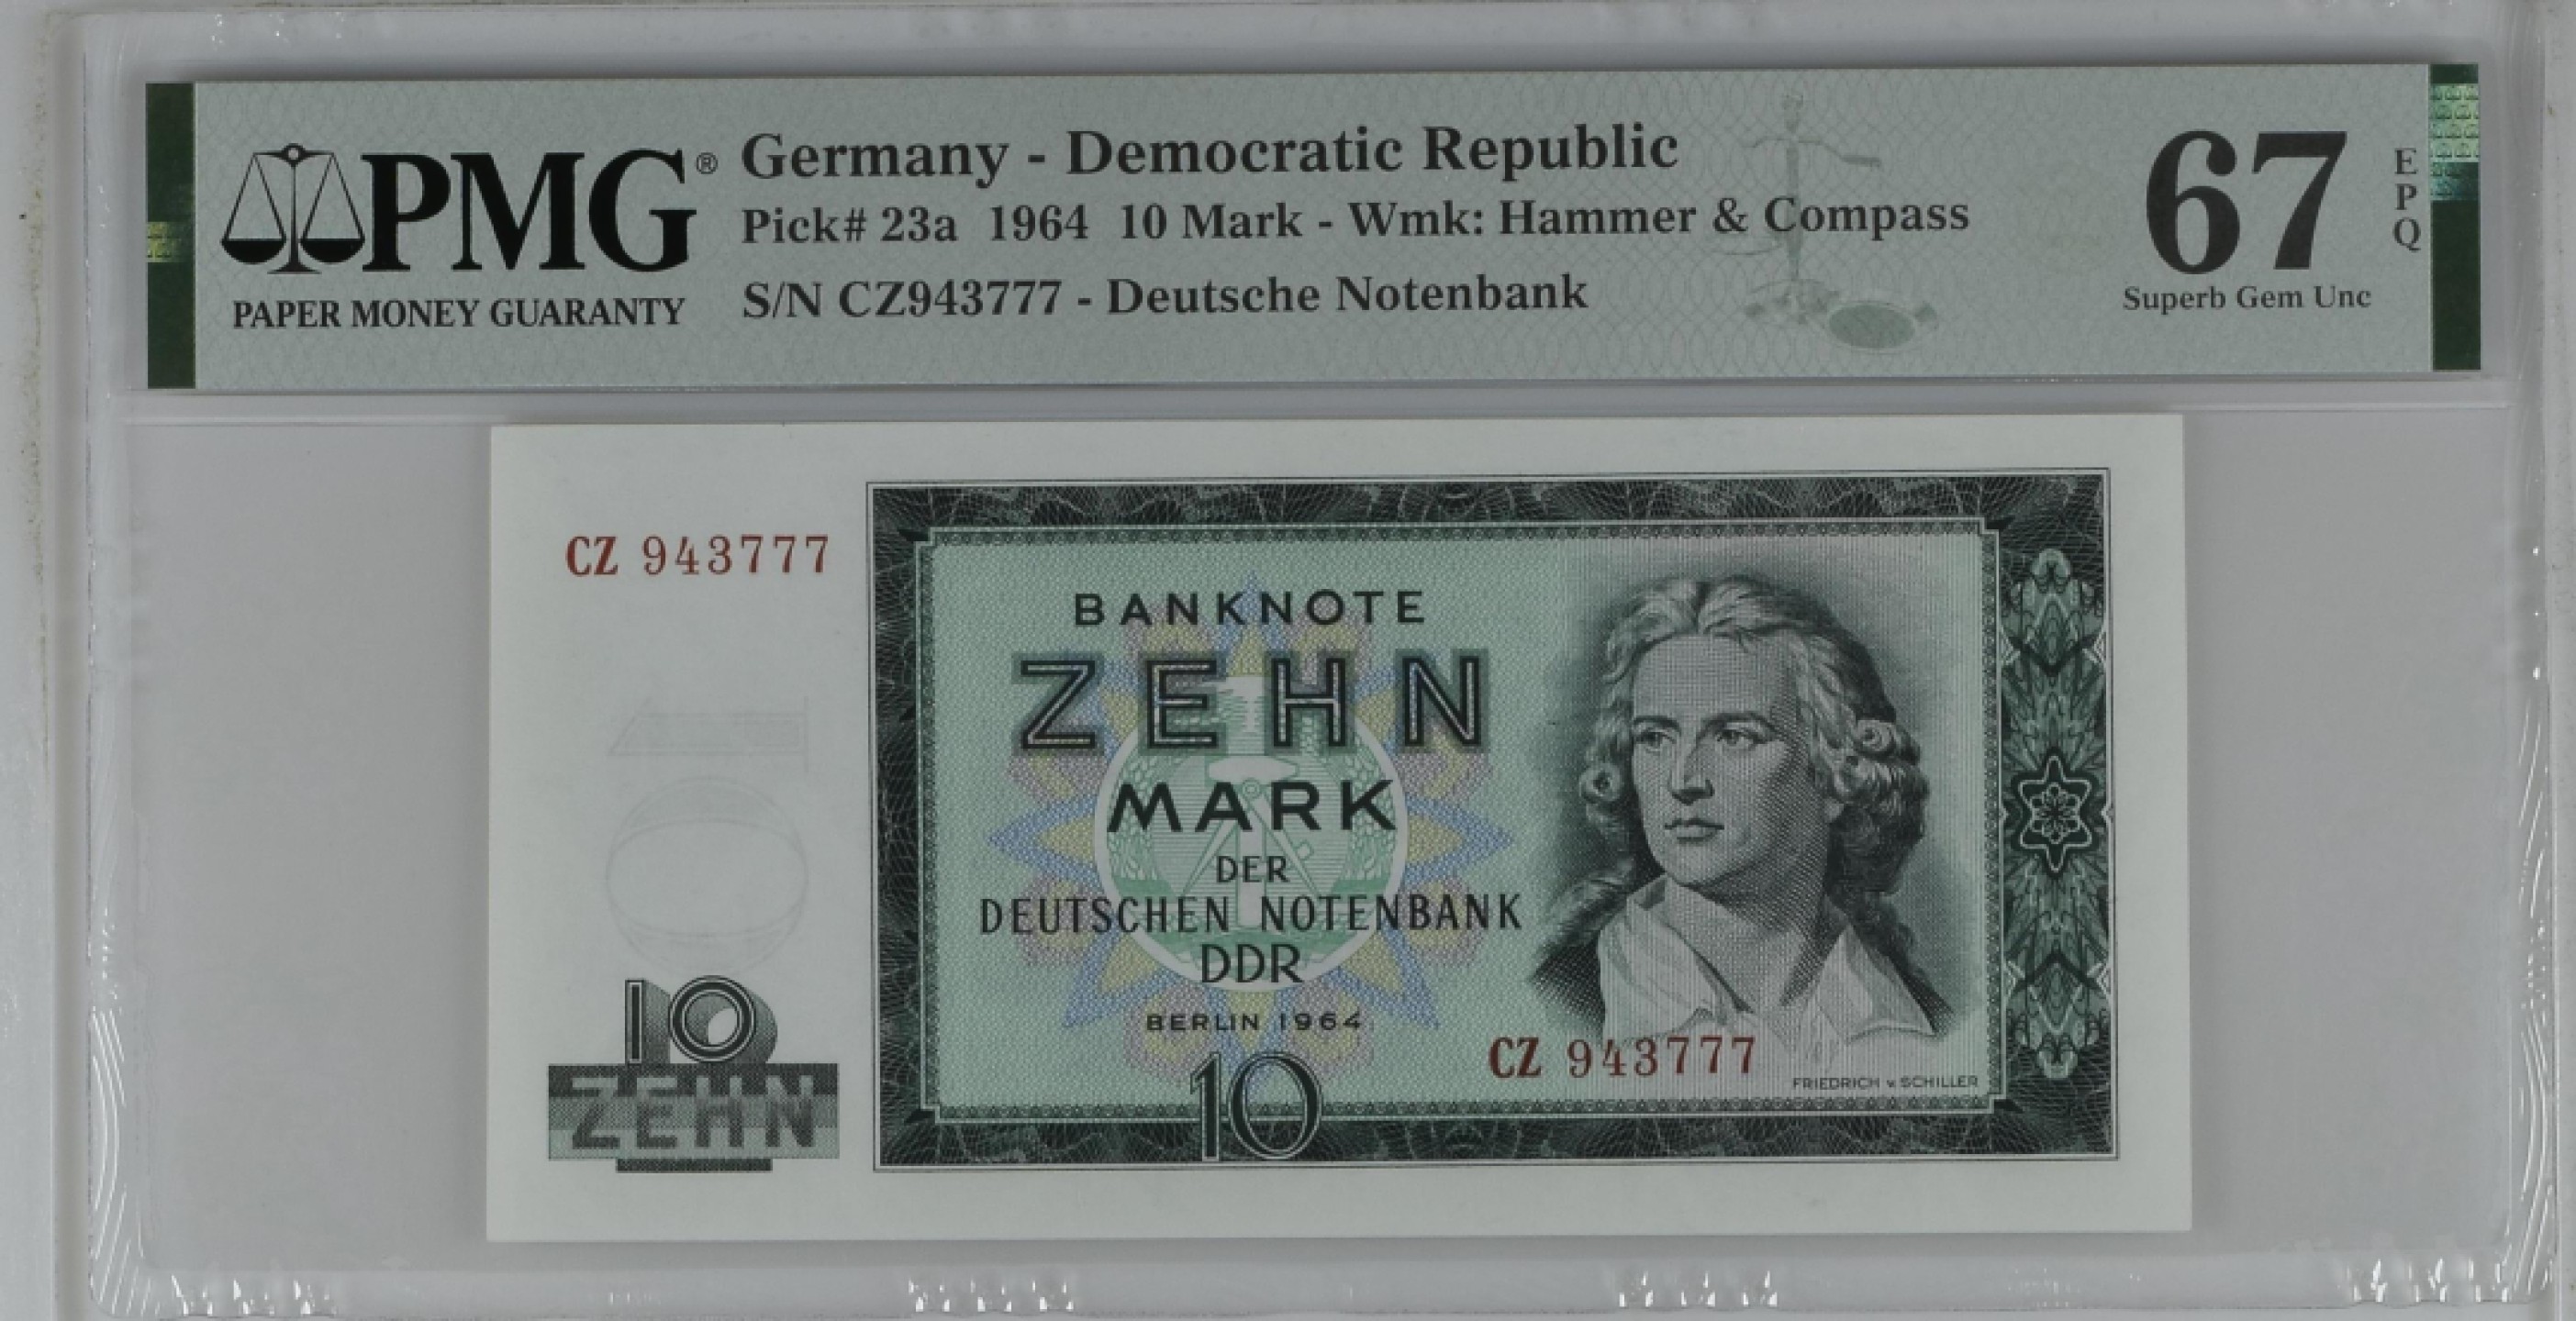 PMG®
PAPER MONEY GUARANTY
Germany - Democratic Republic
Pick# 23a 1964 10 Mark - Wmk: Hammer & Compass
S/N CZ943777 - Deutsche Notenbank
67
EPQ
Superb Gem Unc
CZ 943777
BANKNOTE
ZEHN
MARK
DER
DEUTSCHEN NOTENBANK
DDR
BERLIN 1964
10
CZ 943777
FRIEDRICH v. SCHILLER
10
10
ZEHN